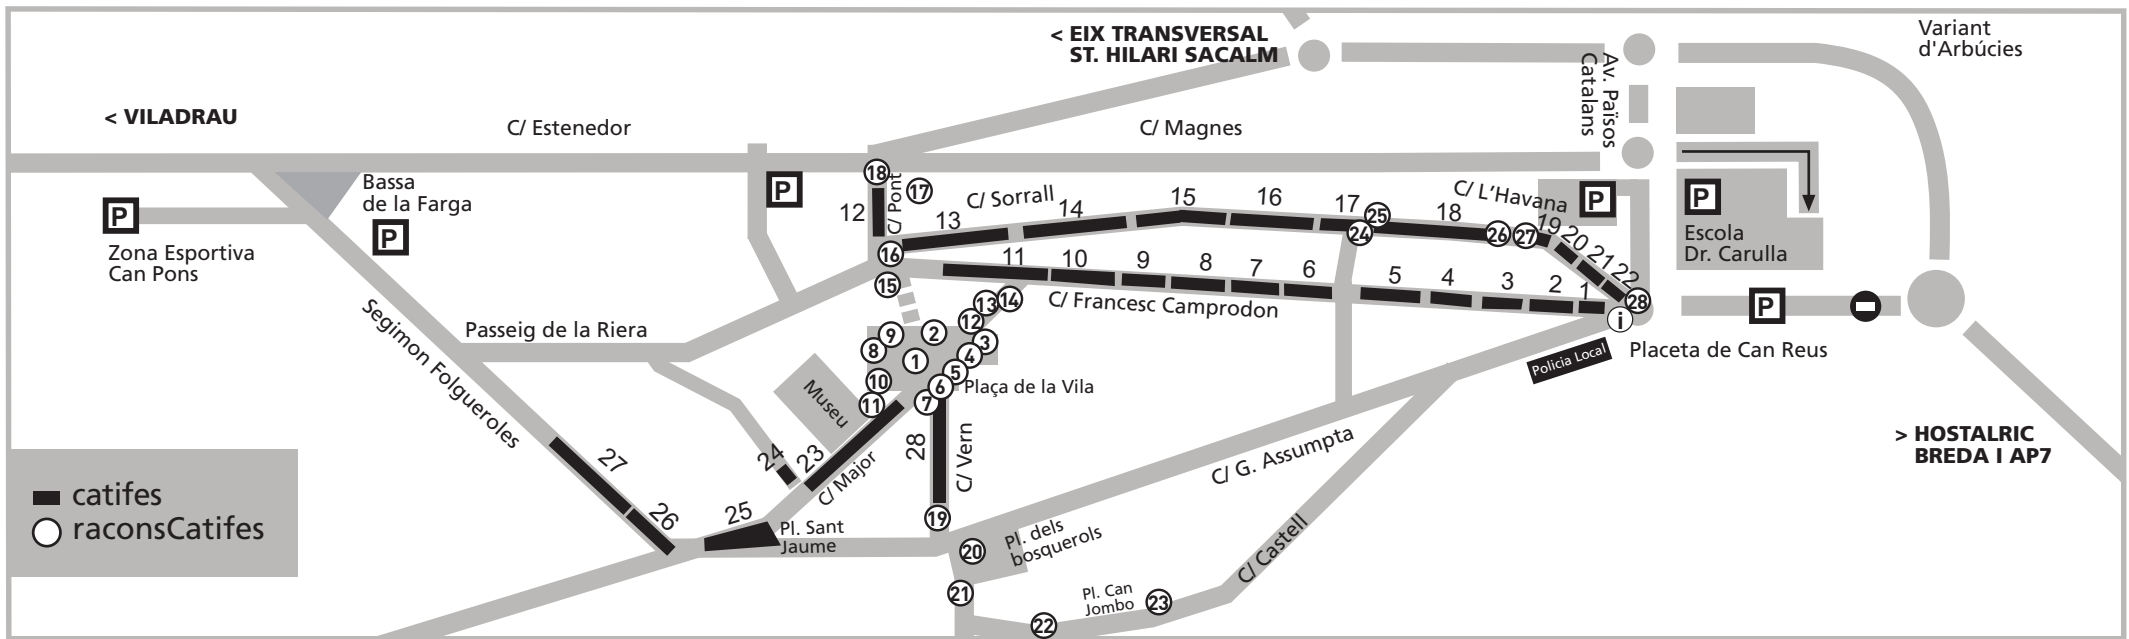 < EIX TRANSVERSAL
ST. HILARI SACALM
Variant
d'Arbúcies
Av. Països
Catalans
< VILADRAU
C/ Estenedor
C/ Magnes
P
Zona Esportiva
Can Pons
Bassa
de la Farga
P
P
18
17
12
C/ Pont
16
15
13
C/ Sorrall
14
15
16
17
25
24
18
C/ L'Havana
26
27
19
20
21
22
28
i
P
P
Escola
Dr. Carulla
P
11
10
9
8
7
6
5
4
3
2
1
C/ Francesc Camprodon
Placeta de Can Reus
Policia Local
Passeig de la Riera
Segimon Folgueroles
13
14
12
9
2
3
8
1
4
5
10
6
Plaça de la Vila
11
7
Museu
24
23
C/ Major
28
C/ Vern
27
26
25
Pl. Sant
Jaume
19
20
Pl. dels
bosquerols
21
22
Pl. Can
Jombo
23
C/ G. Assumpta
C/ Castell
> HOSTALRIC
BREDA I AP7
catifes
raconsCatifes